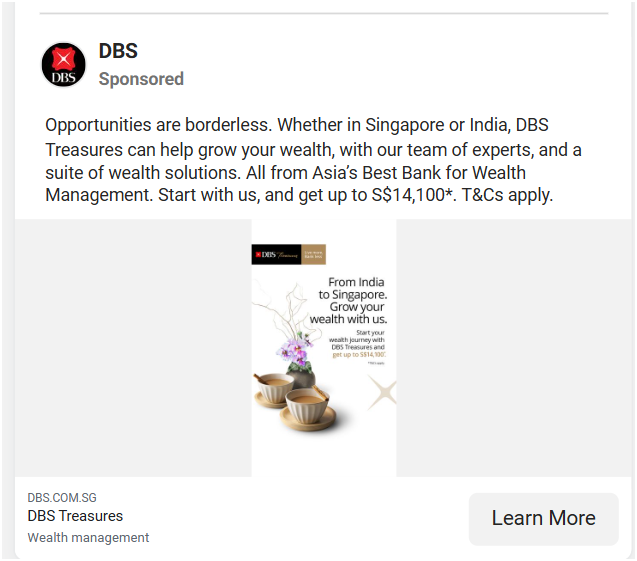 DBS
Sponsored
DBS
Opportunities are borderless. Whether in Singapore or India, DBS
Treasures can help grow your wealth, with our team of experts, and a
suite of wealth solutions. All from Asia’s Best Bank for Wealth
Management. Start with us, and get up to S$14,100*. T&Cs apply.
DBS Treasures
From India
to Singapore.
Grow your
wealth with us.
Start your
wealth journey with
DBS Treasures and
get up to S$14,100*.
DBS.COM.SG
DBS Treasures
Wealth management
Learn More